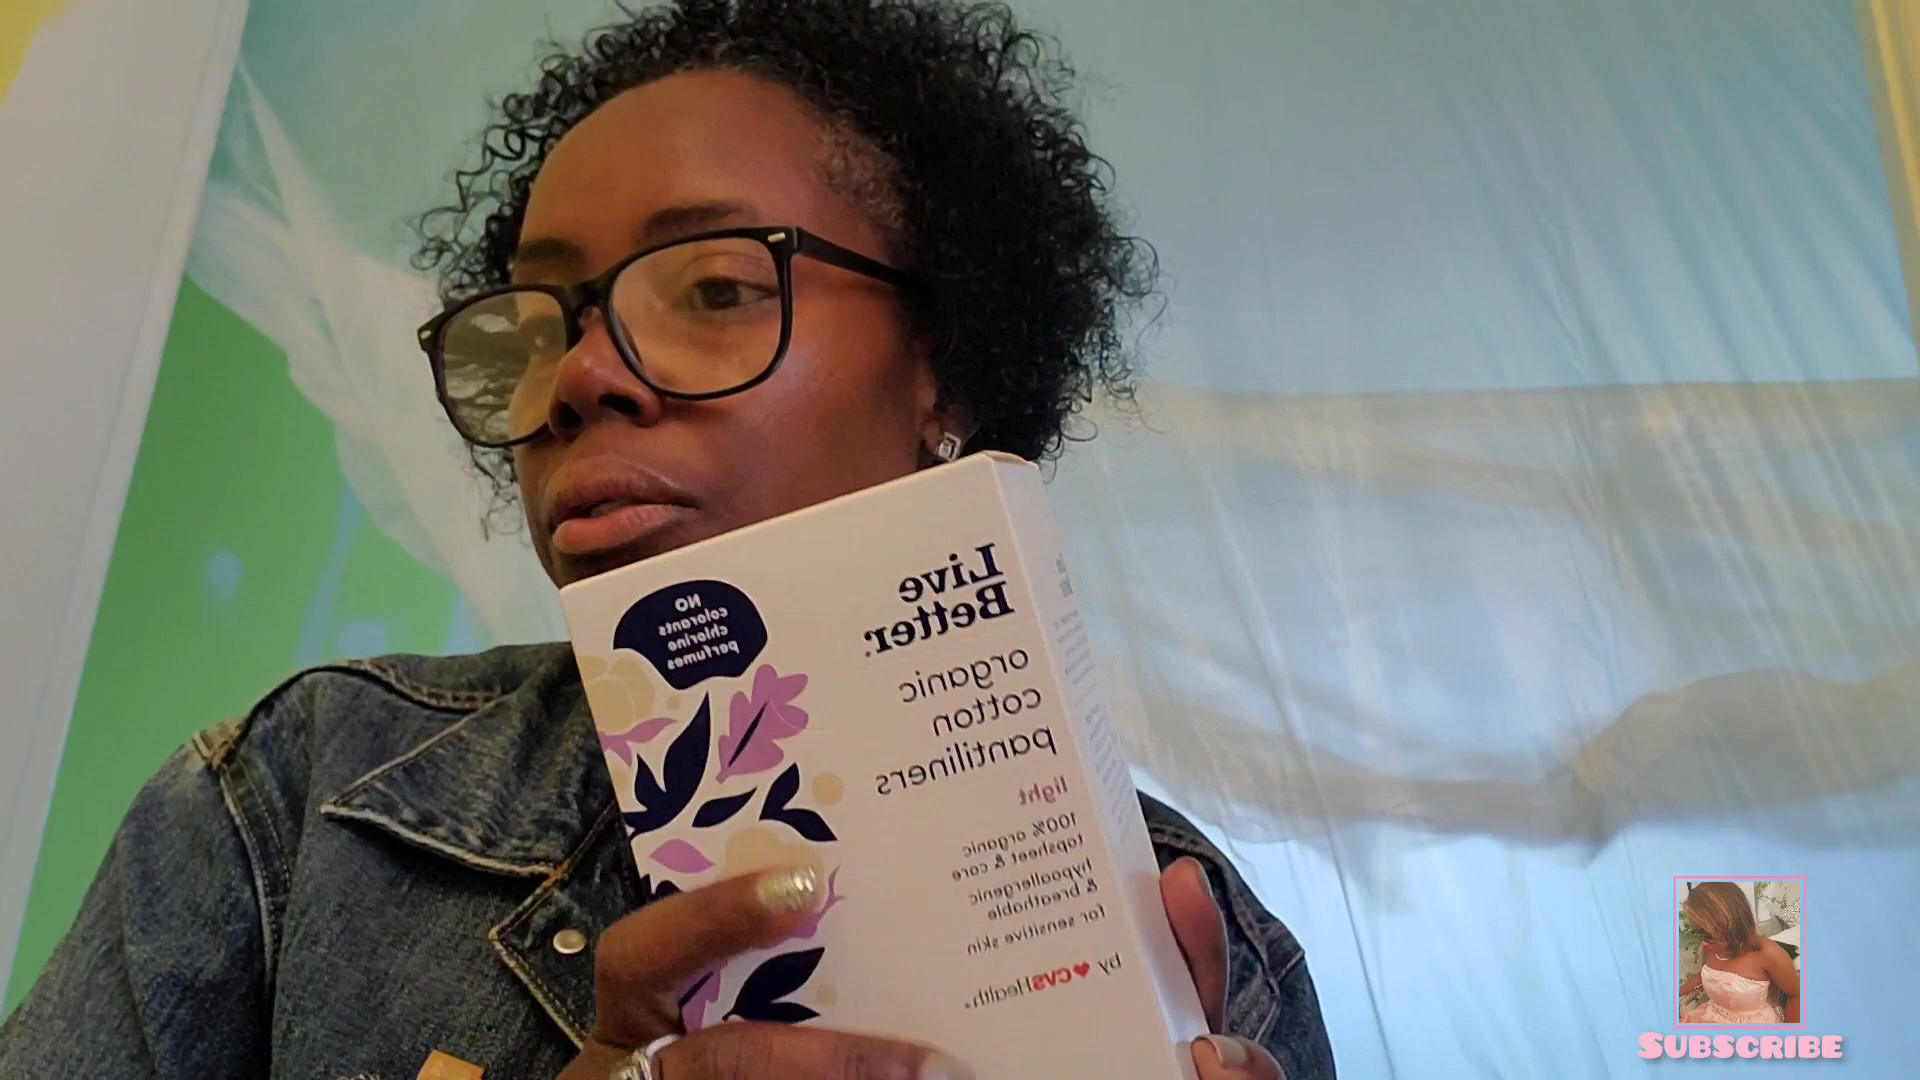 Live
Better.
organic
cotton
pantiliners
light
100% organic
topsheet & core
hypoallergenic
& breathable
for sensitive skin
by CVSHealth.
NO
colorants
chlorine
perfumes
SUBSCRIBE